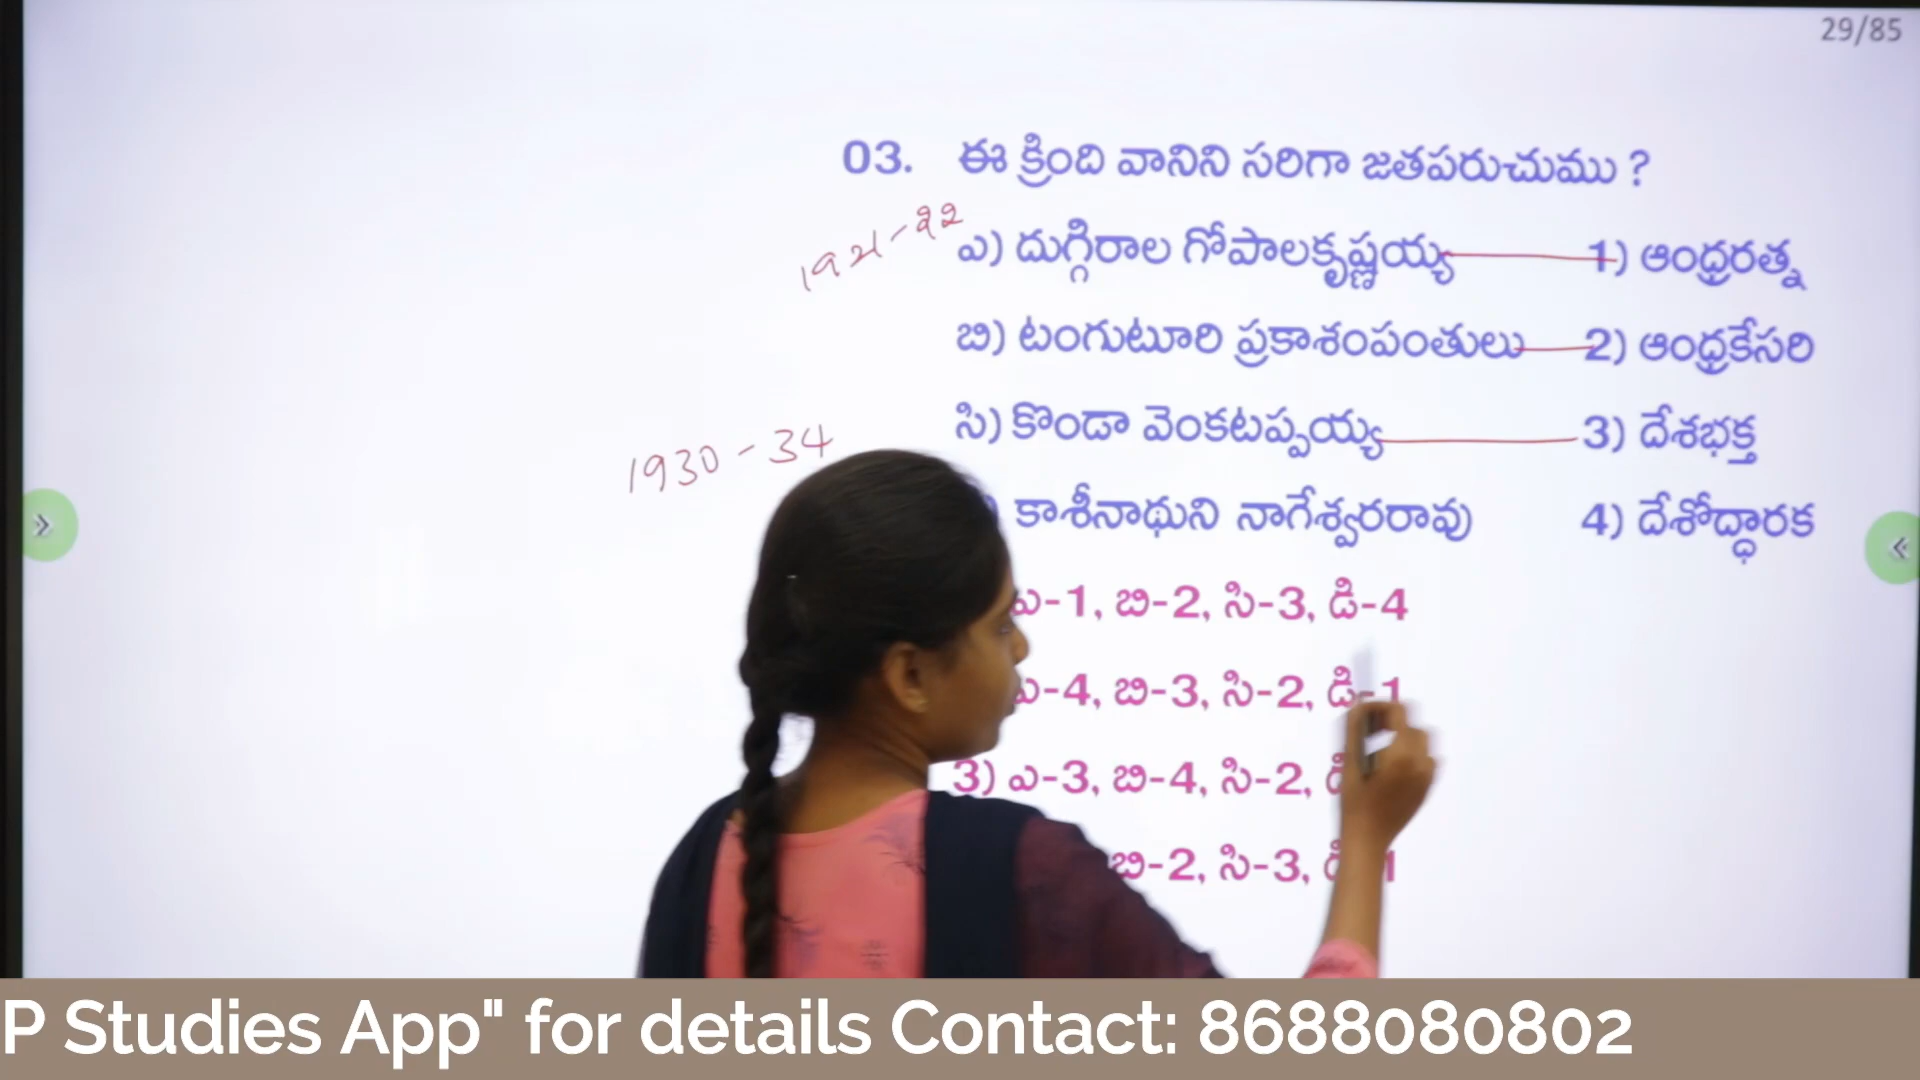 29/85
03. ఈ క్రింది వానిని సరిగా జతపరుచుము ?
1921-22
ఎ) దుగ్గిరాల గోపాలకృష్ణయ్య 1) ఆంధ్రరత్న
బి) టంగుటూరి ప్రకాశంపంతులు 2) ఆంధ్రకేసరి
సి) కొండా వెంకటప్పయ్య 3) దేశభక్త
1930-34
కాశీనాథుని నాగేశ్వరరావు 4) దేశోద్ధారక
ఎ-1, బి-2, సి-3, డి-4
ఎ-4, బి-3, సి-2, డి-1
3) ఎ-3, బి-4, సి-2,
బి-2, సి-3,
P Studies App" for details Contact: 8688080802